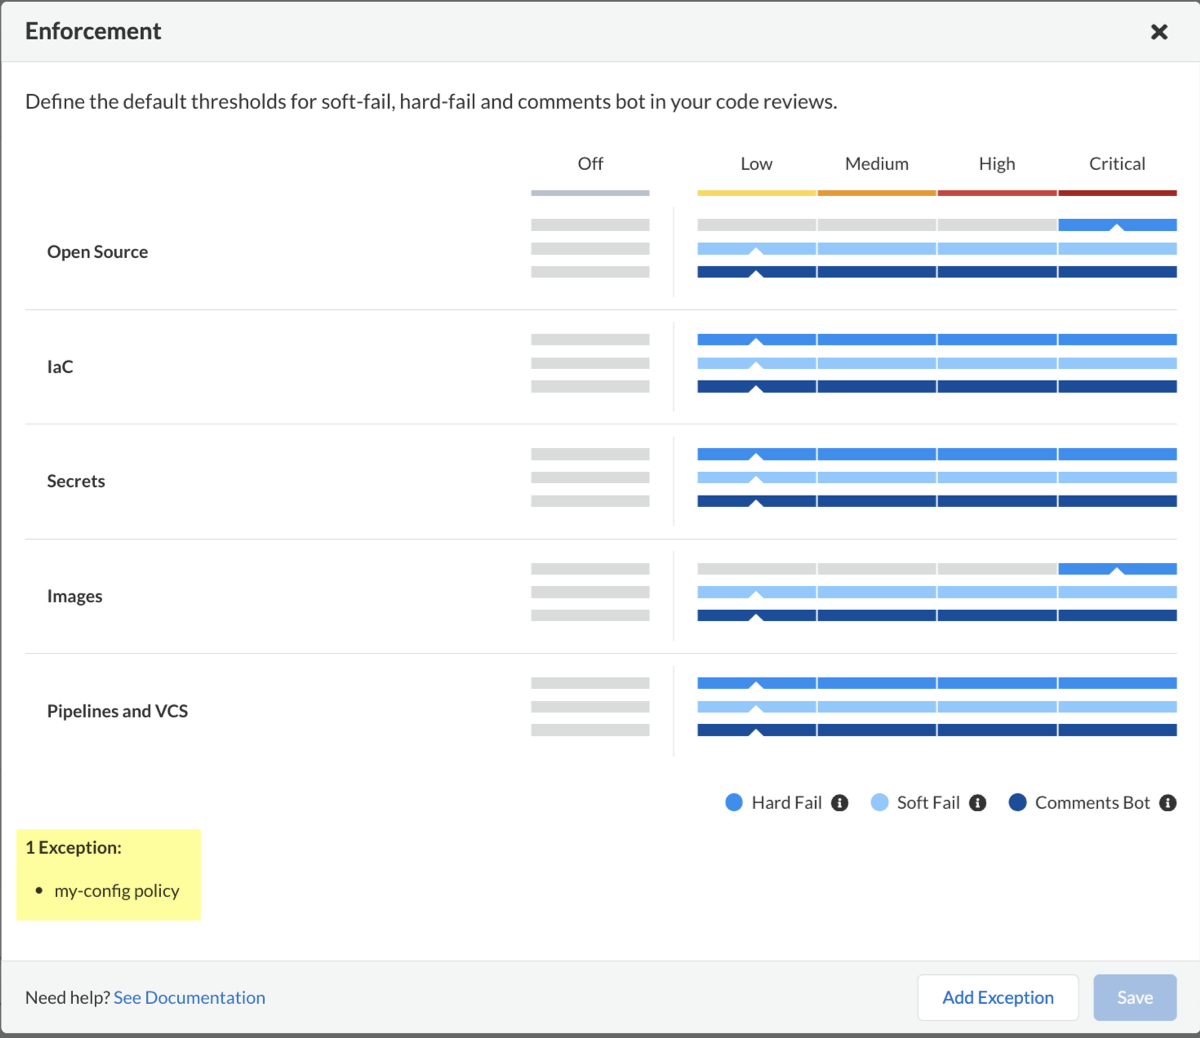 Enforcement
Define the default thresholds for soft-fail, hard-fail and comments bot in your code reviews.
Off Low Medium High Critical
Open Source
IaC
Secrets
Images
Pipelines and VCS
Hard Fail Soft Fail Comments Bot
1 Exception:
• my-config policy
Need help? See Documentation Add Exception Save